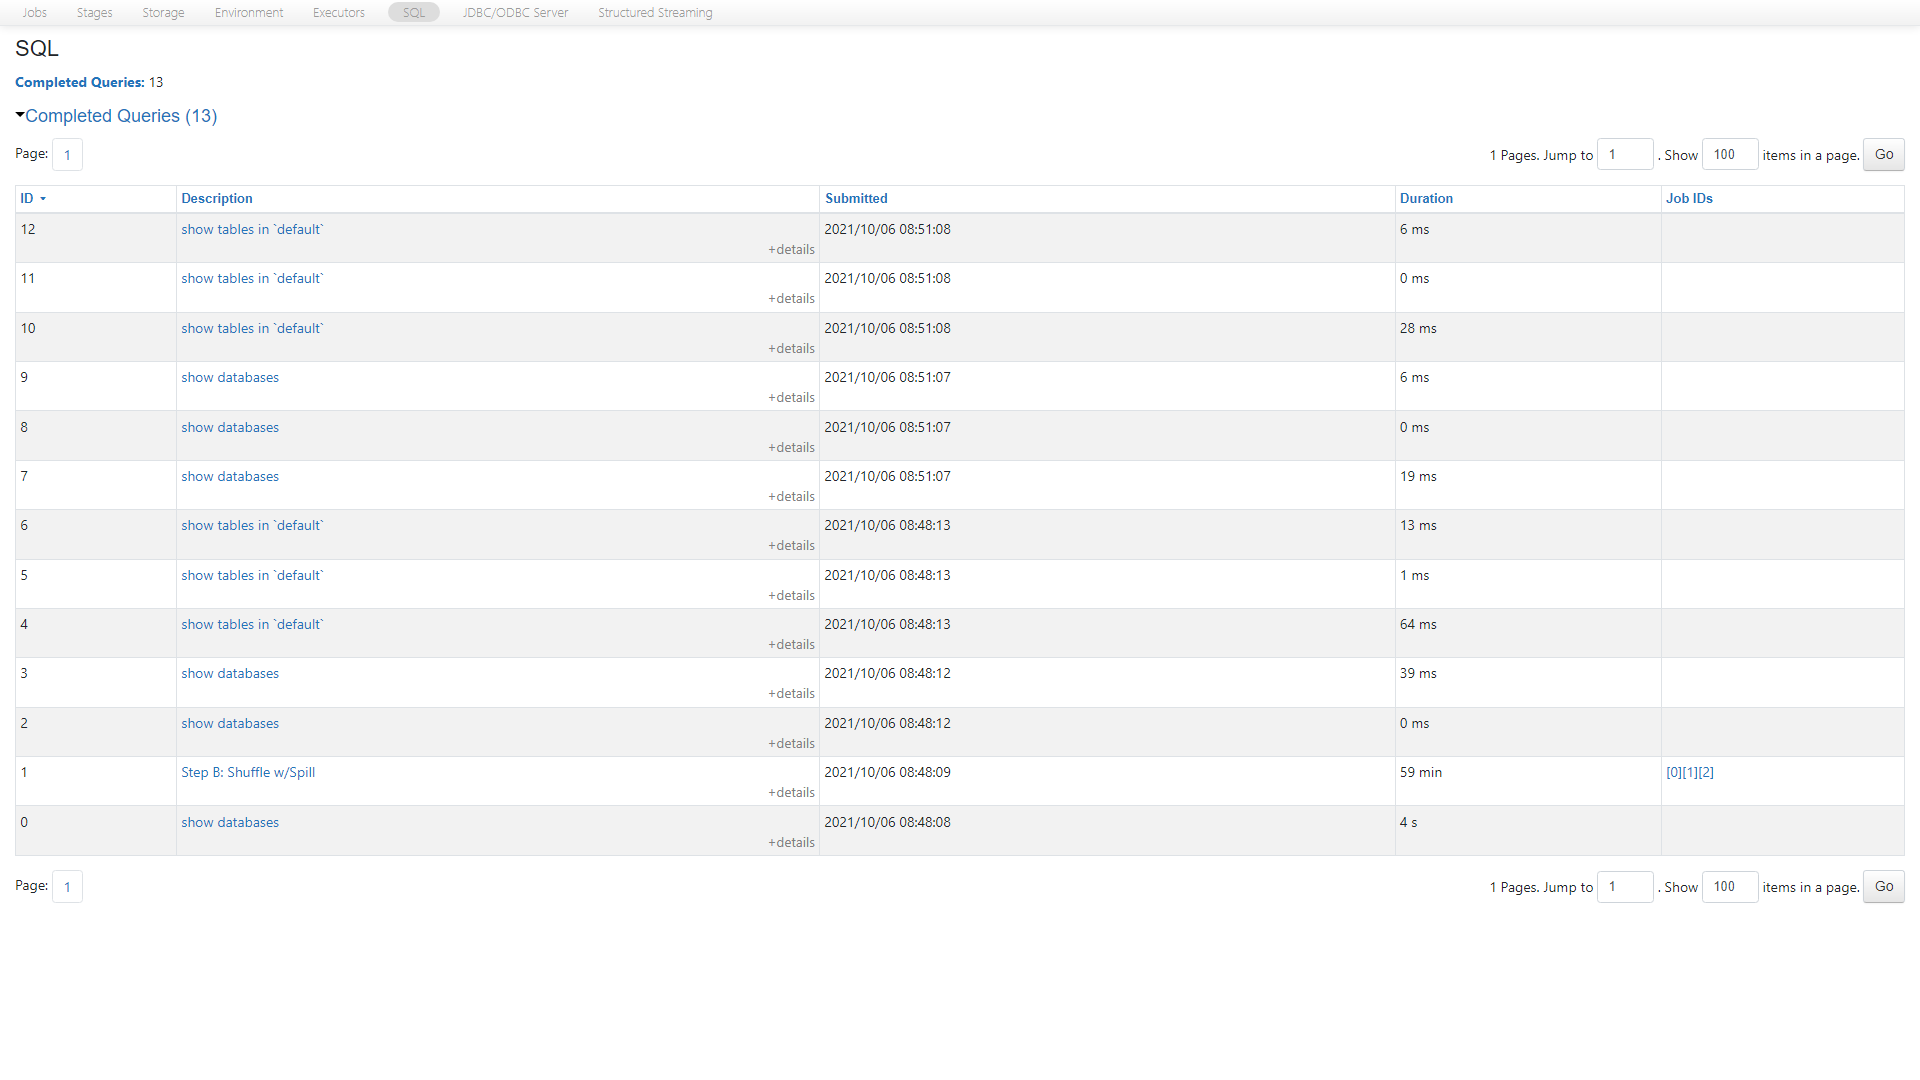 Jobs Stages Storage Environment Executors SQL JDBC/ODBC Server Structured Streaming
SQL
Completed Queries: 13
Completed Queries (13)
Page: 1 1 Pages. Jump to 1 . Show 100 items in a page. Go
ID Description Submitted Duration Job IDs
12 show tables in `default` 2021/10/06 08:51:08 6 ms
+details
11 show tables in `default` 2021/10/06 08:51:08 0 ms
+details
10 show tables in `default` 2021/10/06 08:51:08 28 ms
+details
9 show databases 2021/10/06 08:51:07 6 ms
+details
8 show databases 2021/10/06 08:51:07 0 ms
+details
7 show databases 2021/10/06 08:51:07 19 ms
+details
6 show tables in `default` 2021/10/06 08:48:13 13 ms
+details
5 show tables in `default` 2021/10/06 08:48:13 1 ms
+details
4 show tables in `default` 2021/10/06 08:48:13 64 ms
+details
3 show databases 2021/10/06 08:48:12 39 ms
+details
2 show databases 2021/10/06 08:48:12 0 ms
+details
1 Step B: Shuffle w/Spill 2021/10/06 08:48:09 59 min [0][1][2]
+details
0 show databases 2021/10/06 08:48:08 4 s
+details
Page: 1 1 Pages. Jump to 1 . Show 100 items in a page. Go